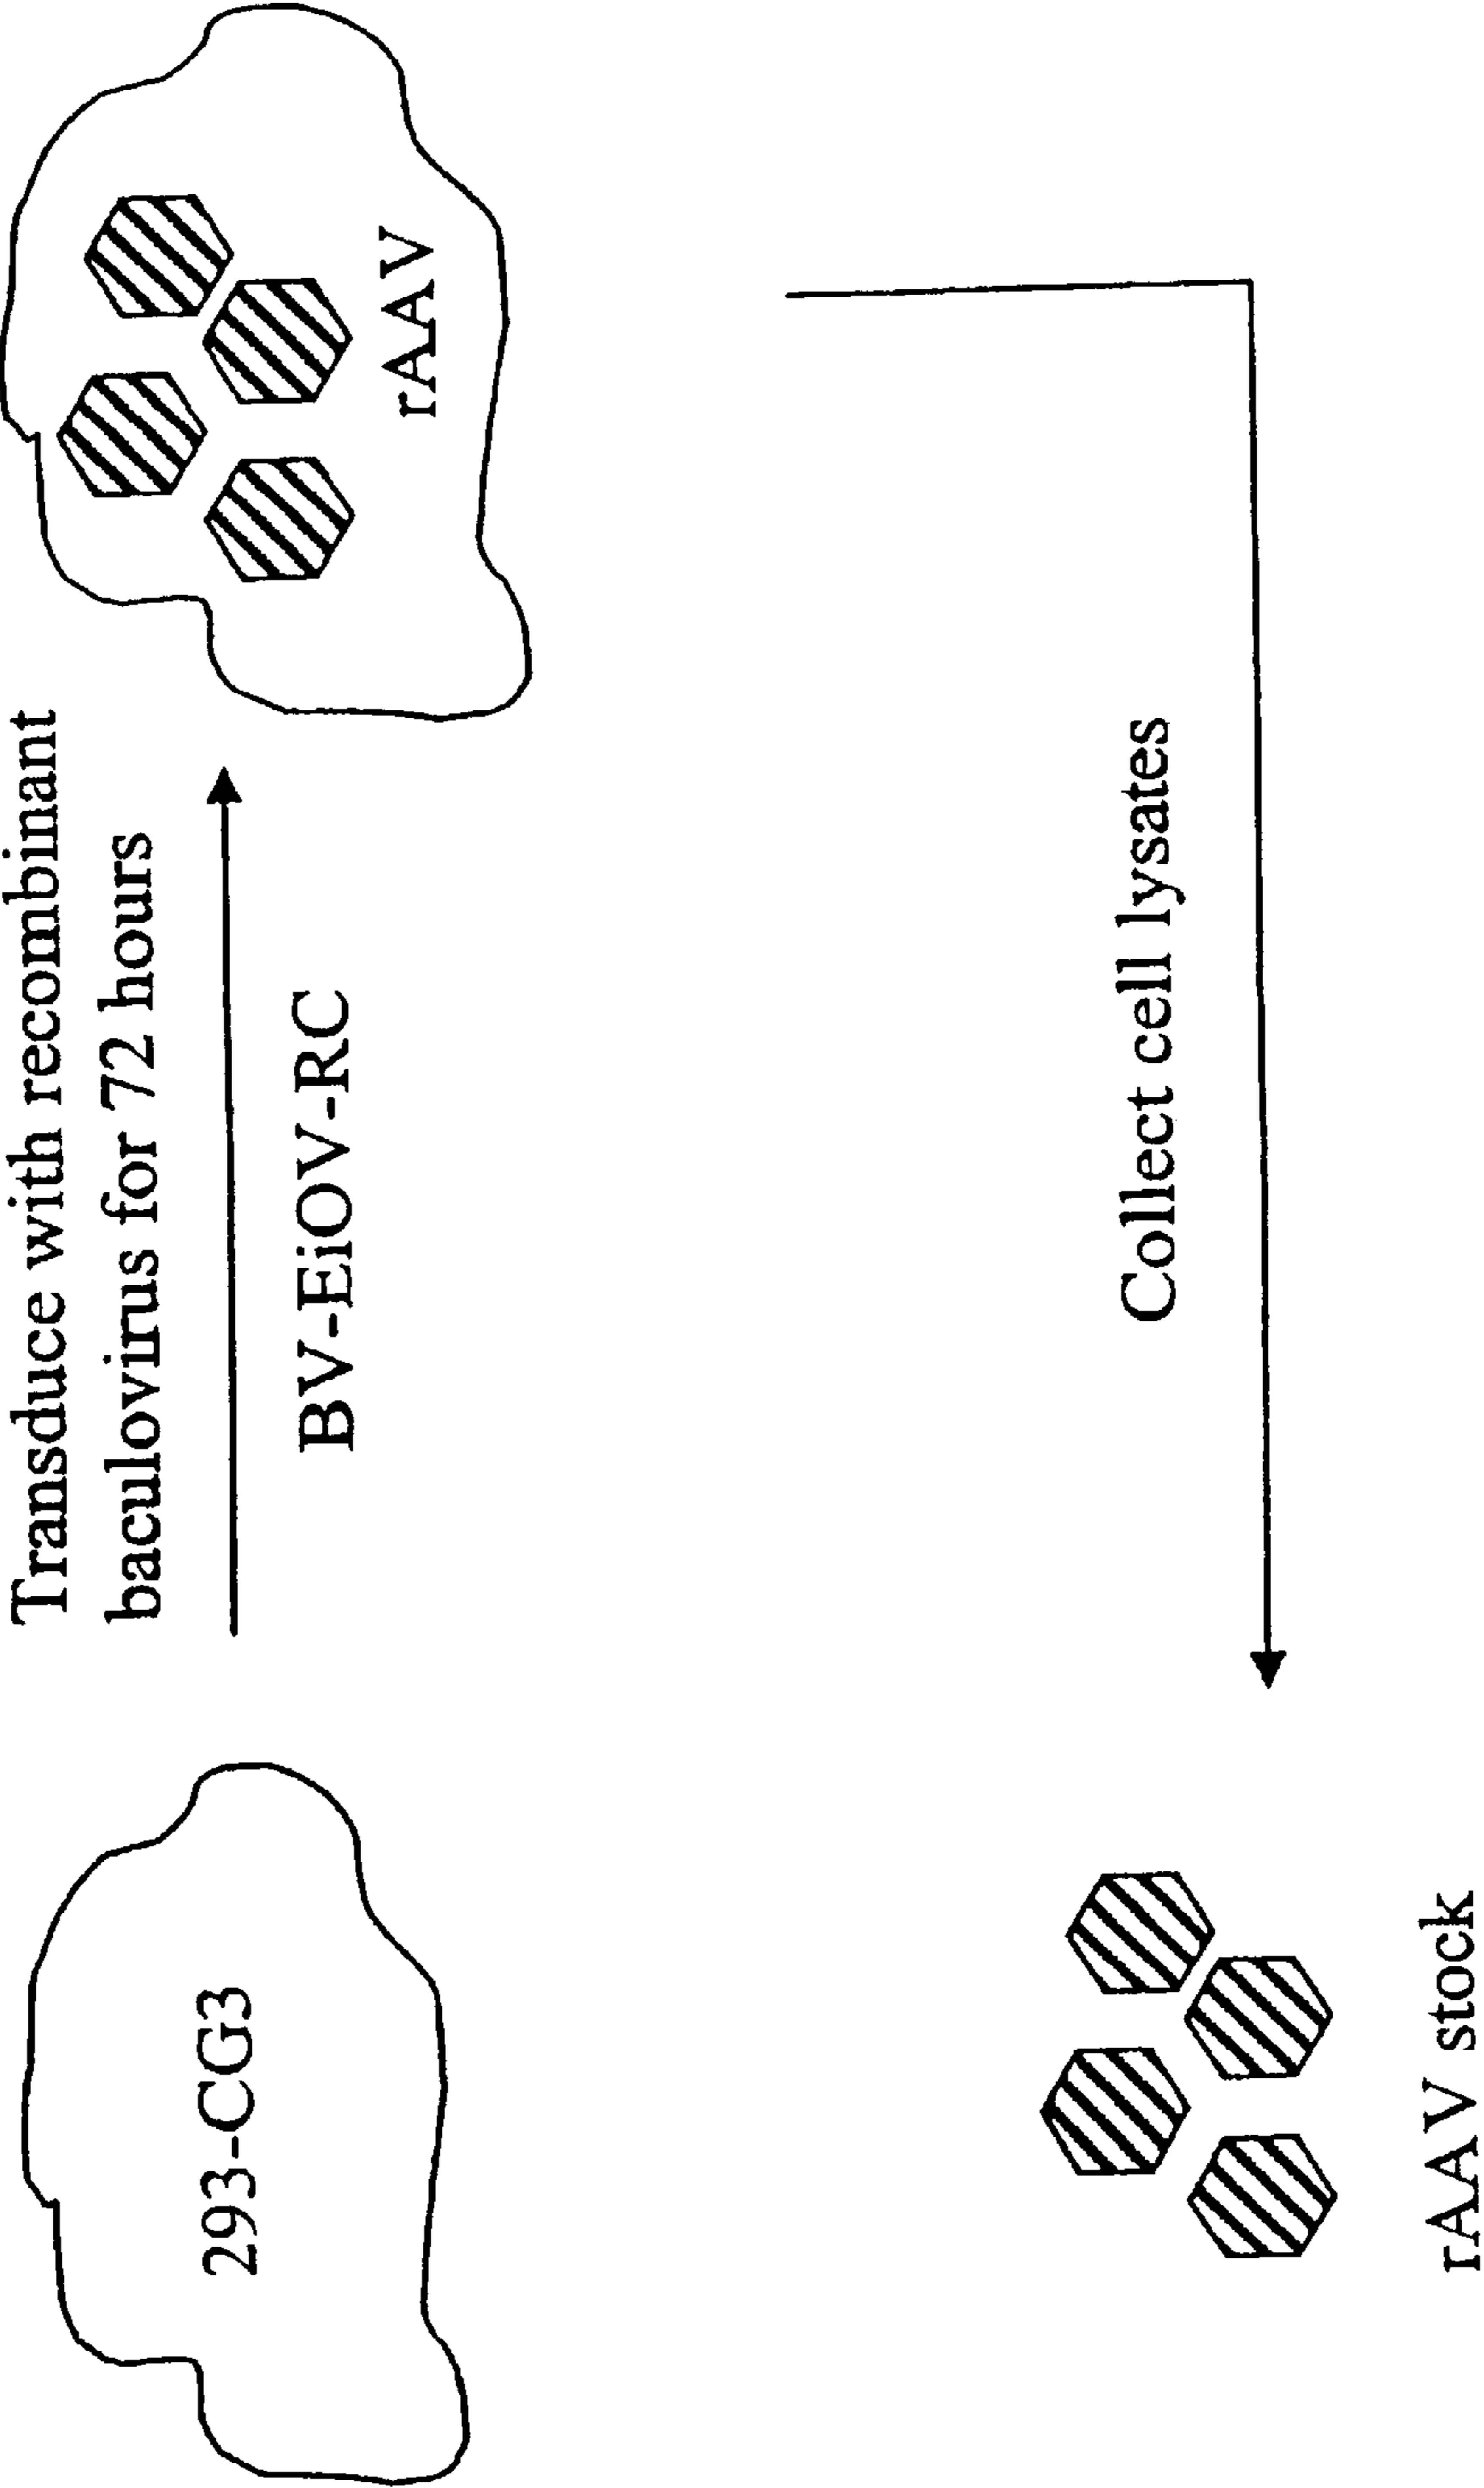 293-CG3
Transduce with recombinant
baculovirus for 72 hours
BV-EiOV-RC
rAAV
Collect cell lysates
rAAV stock